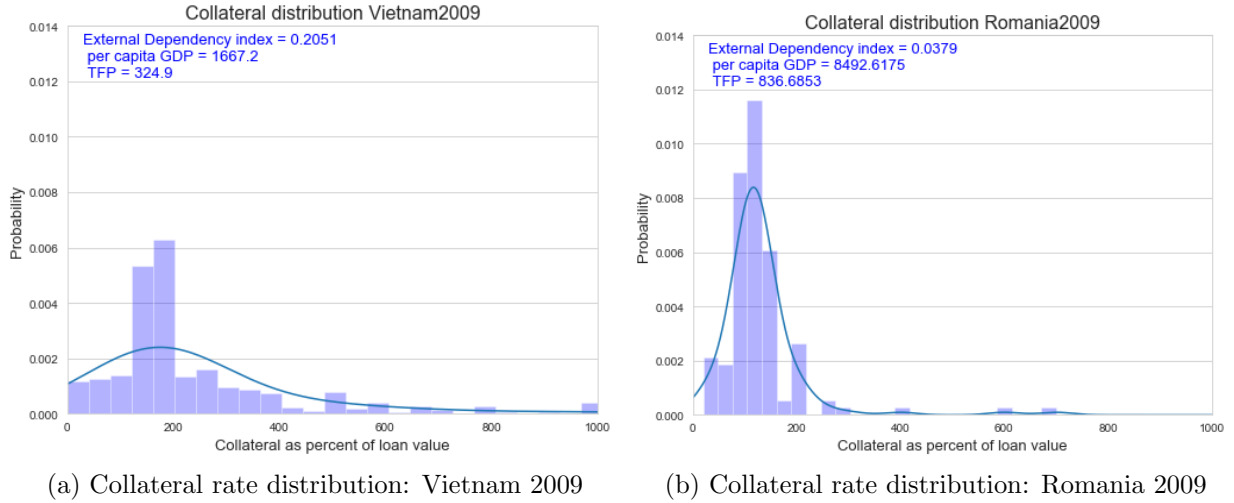 Collateral distribution Vietnam2009
External Dependency index = 0.2051
per capita GDP = 1667.2
TFP = 324.9
0.014
0.012
0.010
0.008
0.006
0.004
0.002
0.000
Probability
0
200
400
600
800
1000
Collateral as percent of loan value
(a) Collateral rate distribution: Vietnam 2009
Collateral distribution Romania2009
External Dependency index = 0.0379
per capita GDP = 8492.6175
TFP = 836.6853
0.014
0.012
0.010
0.008
0.006
0.004
0.002
0.000
Probability
0
200
400
600
800
1000
Collateral as percent of loan value
(b) Collateral rate distribution: Romania 2009